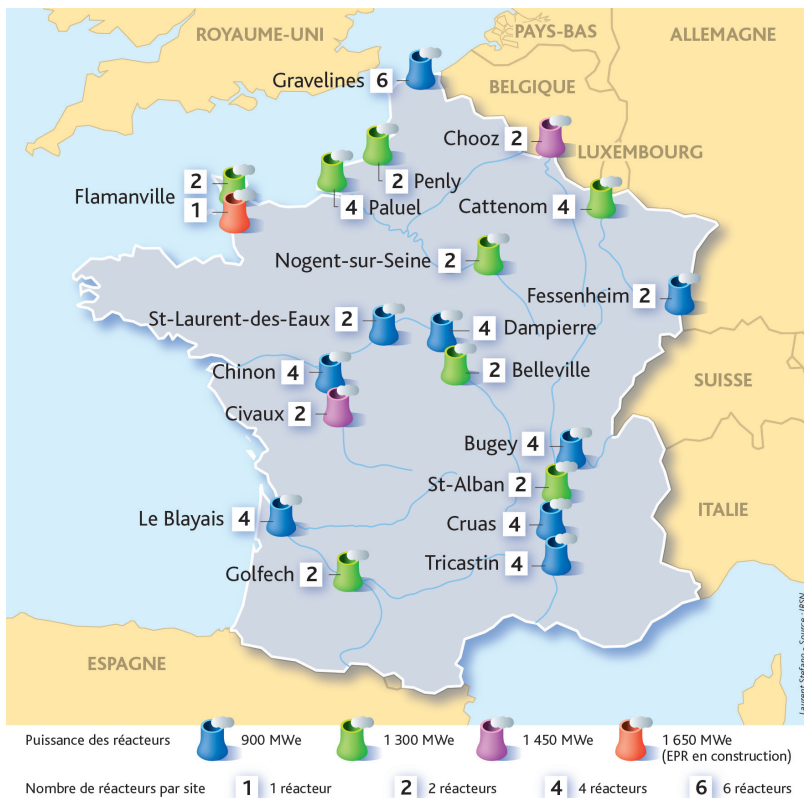 ROYAUME-UNI
PAYS-BAS
ALLEMAGNE
Gravelines 6
BELGIQUE
Chooz 2
LUXEMBOURG
2
Flamanville
1
2 Penly
4 Paluel
Cattenom 4
Nogent-sur-Seine 2
Fessenheim 2
St-Laurent-des-Eaux 2
4 Dampierre
Chinon 4
2 Belleville
SUISSE
Civaux 2
Bugey 4
St-Alban 2
Le Blayais 4
Cruas 4
ITALIE
Tricastin 4
Golfech 2
ESPAGNE
Laurent Stefano - Source : IRSN
Puissance des réacteurs
900 MWe
1 300 MWe
1 450 MWe
1 650 MWe
(EPR en construction)
Nombre de réacteurs par site
1 1 réacteur
2 2 réacteurs
4 4 réacteurs
6 6 réacteurs